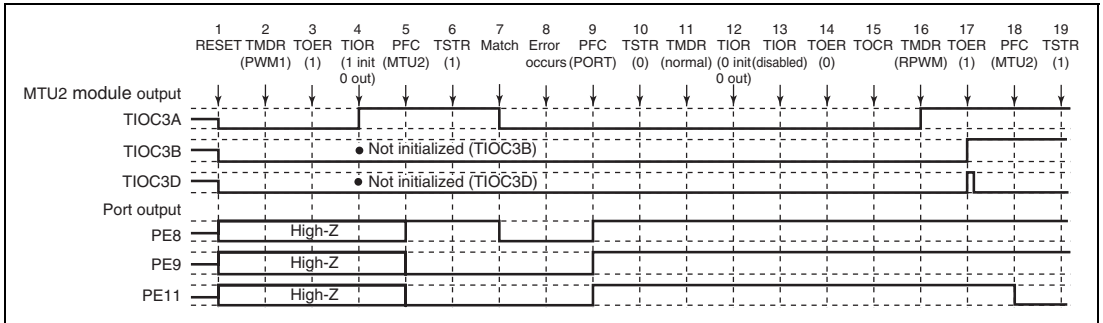 1 2 3 4 5 6 7 8 9 10 11 12 13 14 15 16 17 18 19
RESET TMDR TOER TIOR PFC TSTR Match Error PFC TSTR TMDR TIOR TIOR TOER TOCR TMDR TOER PFC TSTR
(PWM1) (1) (1 init (MTU2) (1) occurs (PORT) (0) (normal) (0 init (disabled) (0) (RPWM) (1) (MTU2) (1)
0 out) 0 out)
MTU2 module output
TIOC3A
TIOC3B • Not initialized (TIOC3B)
TIOC3D • Not initialized (TIOC3D)
Port output
PE8 High-Z
PE9 High-Z
PE11 High-Z